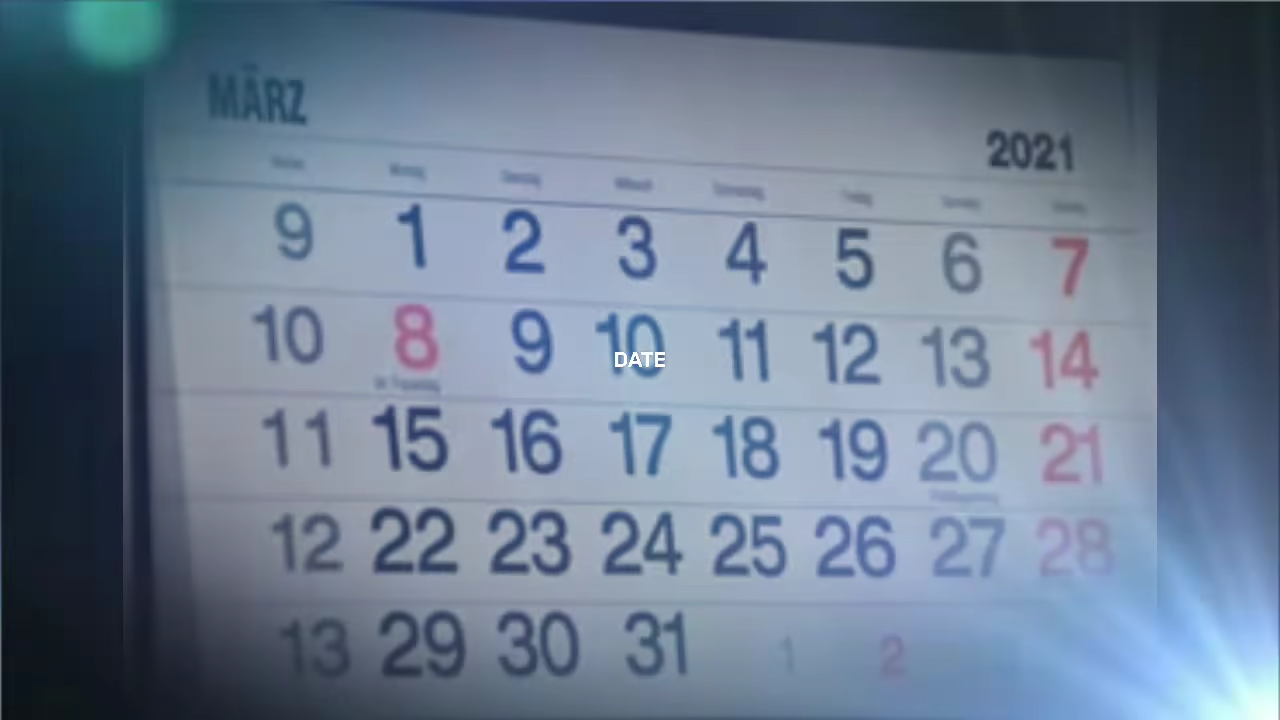 MÄRZ
2021
9 1 2 3 4 5 6 7
10 8 9 10 11 12 13 14
DATE
11 15 16 17 18 19 20 21
12 22 23 24 25 26 27 28
13 29 30 31 1 2